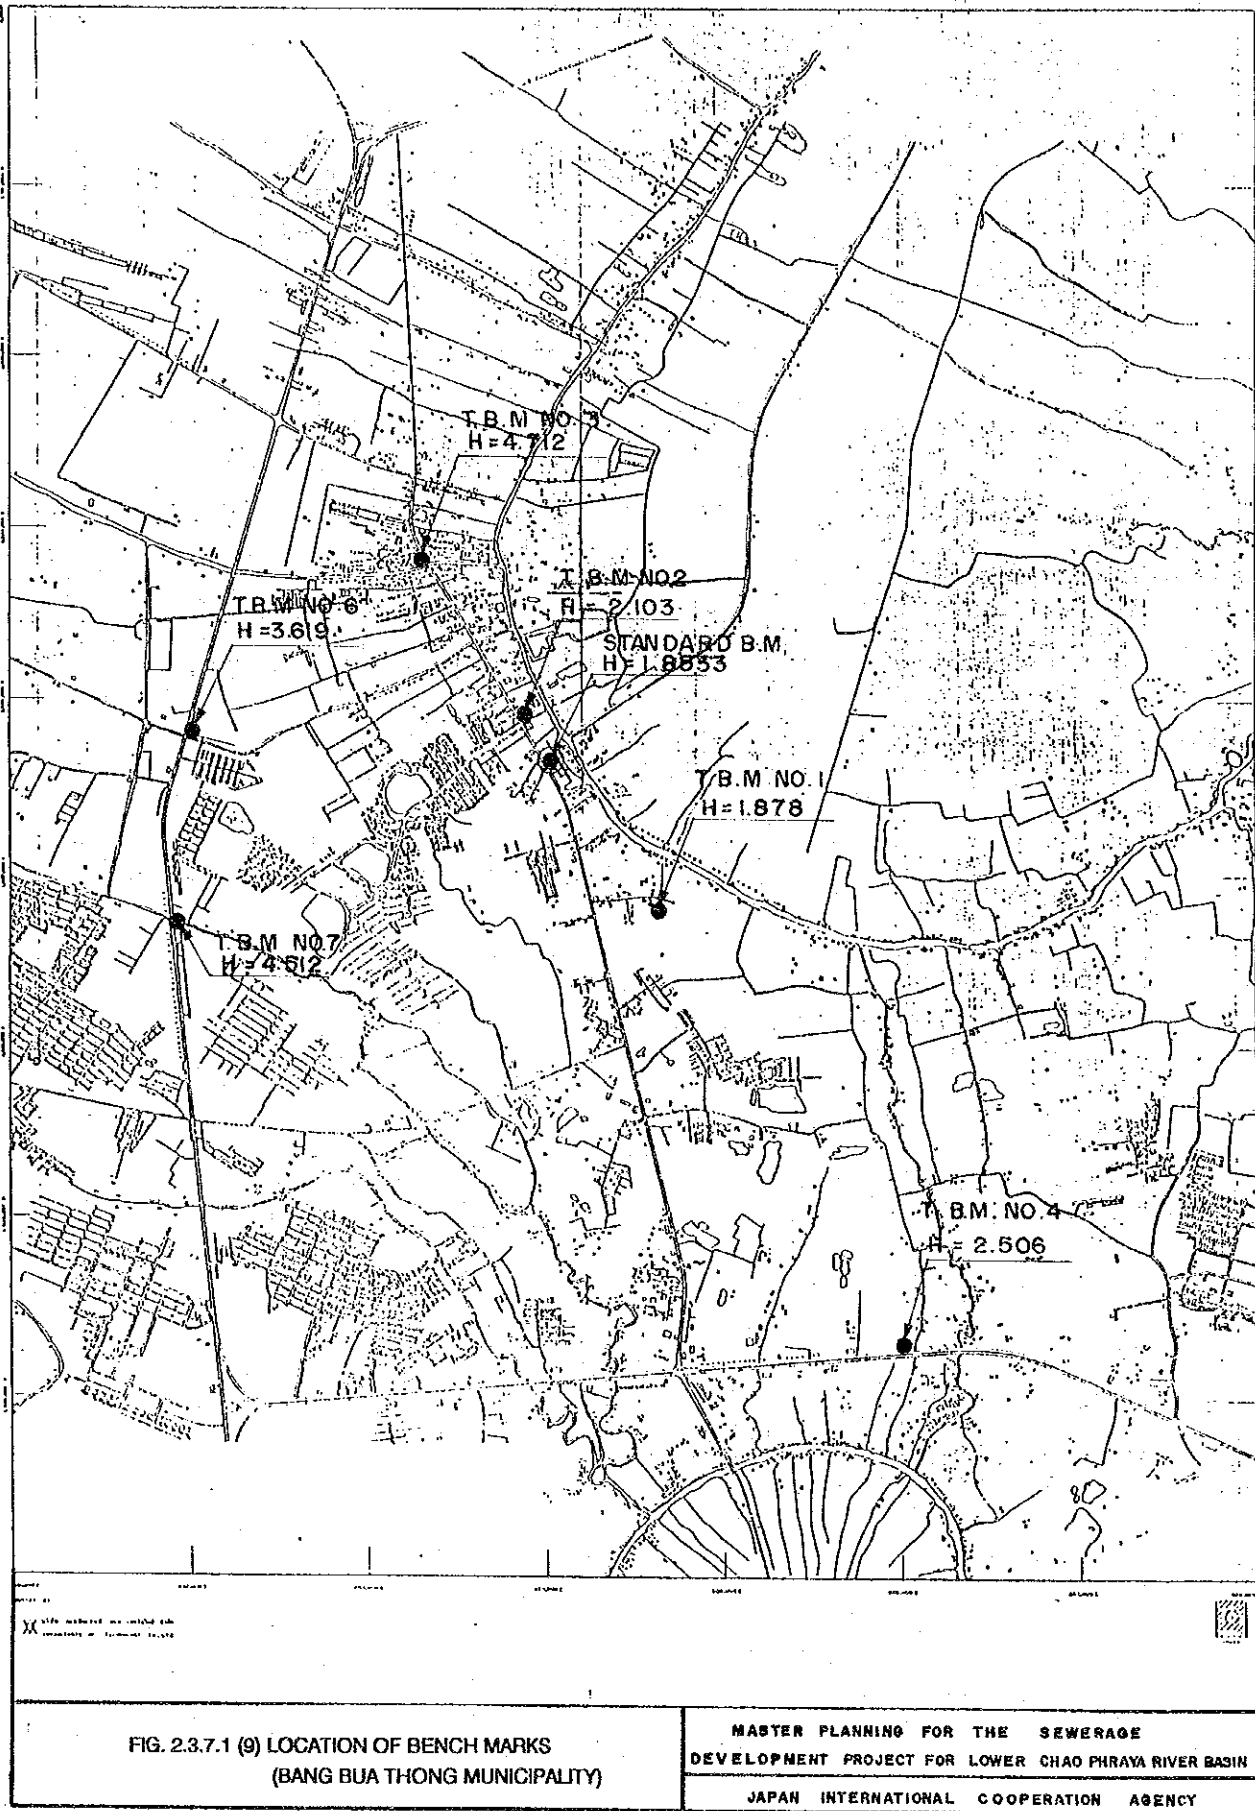 T.B.M NO.3
H=4.712
T.B.M NO.2
H=2.103
T.B.M NO.6
H=3.619
STANDARD B.M.
H=1.8553
T.B.M NO.1
H=1.878
T.B.M NO.7
H=4.512
T.B.M. NO.4
H=2.506
FIG. 2.3.7.1 (9) LOCATION OF BENCH MARKS
(BANG BUA THONG MUNICIPALITY)
MASTER PLANNING FOR THE SEWERAGE
DEVELOPMENT PROJECT FOR LOWER CHAO PHRAYA RIVER BASIN
JAPAN INTERNATIONAL COOPERATION AGENCY